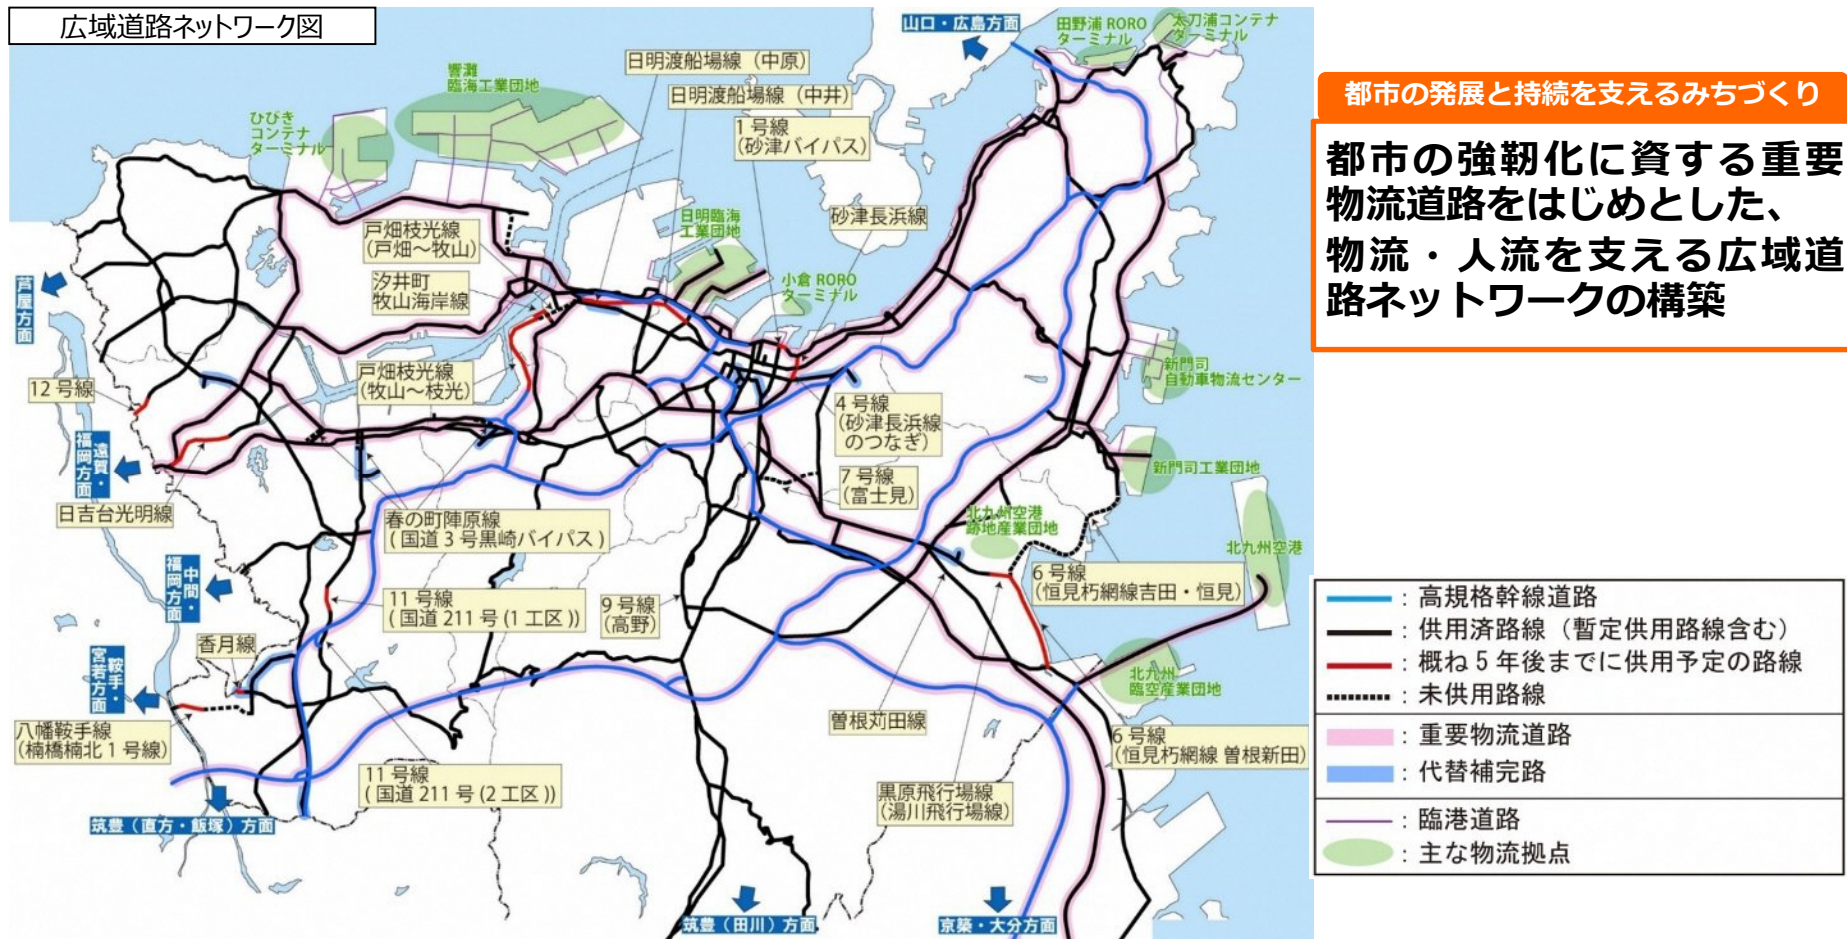 広域道路ネットワーク図
山口・広島方面
田野浦 RORO
ターミナル
太刀浦コンテナ
ターミナル
響灘
臨海工業団地
ひびき
コンテナ
ターミナル
日明渡船場線（中原）
日明渡船場線（中井）
1 号線
（砂津バイパス）
砂津長浜線
戸畑枝光線
（戸畑～牧山）
汐井町
牧山海岸線
日明臨海
工業団地
小倉 RORO
ターミナル
芦屋方面
12 号線
戸畑枝光線
（牧山～枝光）
4 号線
（砂津長浜線
のつなぎ）
新門司
自動車物流センター
遠賀・
福岡方面
日吉台光明線
7 号線
（富士見）
新門司工業団地
春の町陣原線
( 国道 3 号黒崎バイパス )
北九州空港
跡地産業団地
北九州空港
中間・
福岡方面
11 号線
( 国道 211 号 (1 工区 ))
9 号線
（高野）
6 号線
（恒見朽網線吉田・恒見）
香月線
鞍手・
宮若方面
北九州
臨空産業団地
八幡鞍手線
(楠橋楠北 1 号線)
曽根苅田線
6 号線
（恒見朽網線 曽根新田）
11 号線
( 国道 211 号 (2 工区 ))
黒原飛行場線
（湯川飛行場線）
筑豊（直方・飯塚）方面
筑豊（田川）方面
京築・大分方面
都市の発展と持続を支えるみちづくり
都市の強靭化に資する重要
物流道路をはじめとした、
物流・人流を支える広域道
路ネットワークの構築
：高規格幹線道路
：供用済路線（暫定供用路線含む）
：概ね 5 年後までに供用予定の路線
：未供用路線
：重要物流道路
：代替補完路
：臨港道路
：主な物流拠点